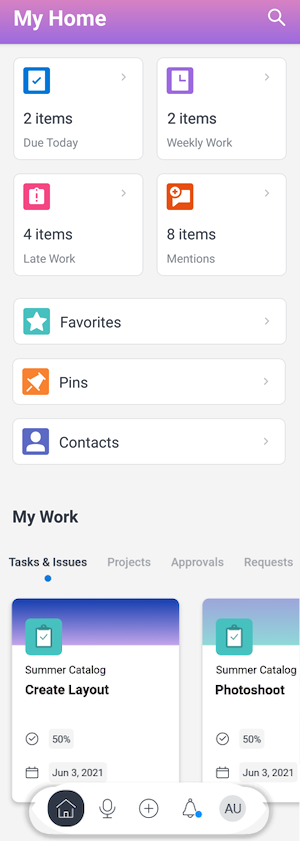 My Home
2 items
Due Today
2 items
Weekly Work
4 items
Late Work
8 items
Mentions
Favorites
Pins
Contacts
My Work
Tasks & Issues Projects Approvals Requests
Summer Catalog
Create Layout
50%
Jun 3, 2021
Summer Catalog
Photoshoot
50%
Jun 3, 2021
AU